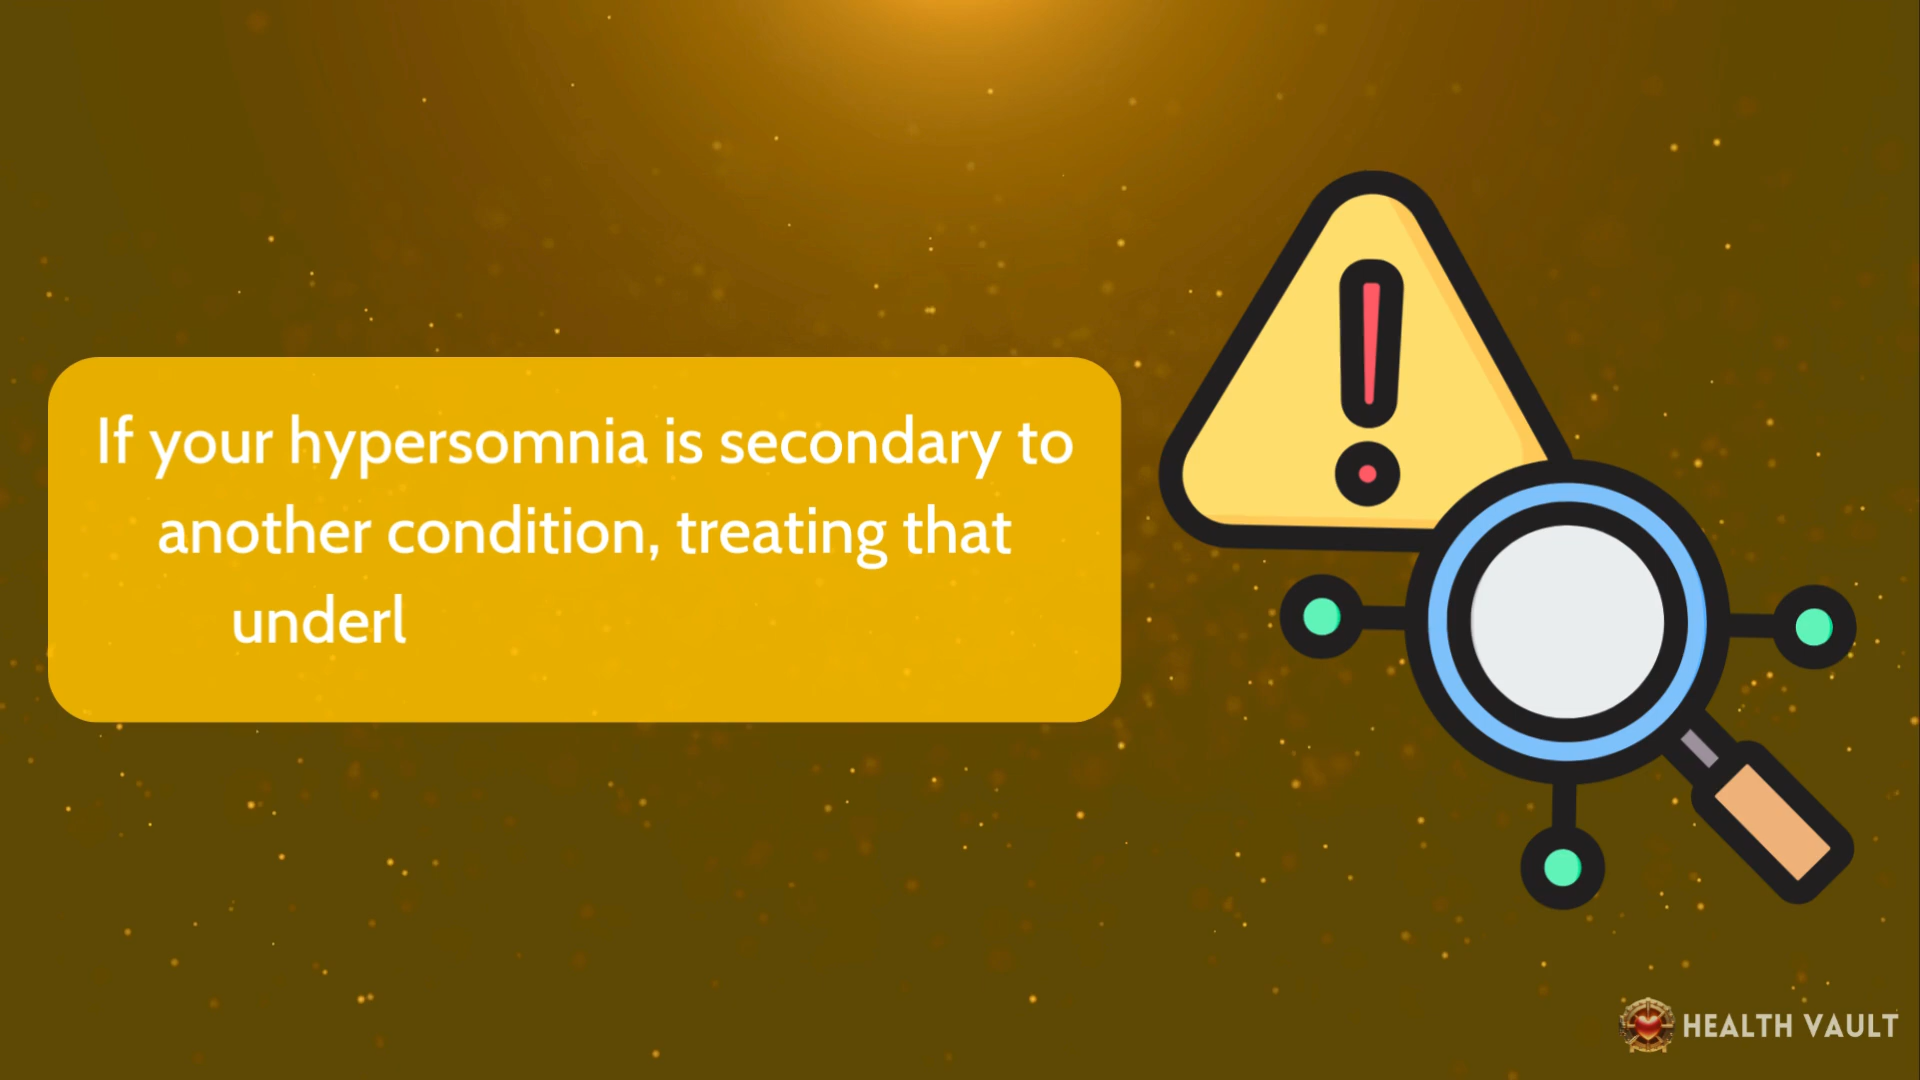 If your hypersomnia is secondary to
another condition, treating that
underl
HEALTH VAULT